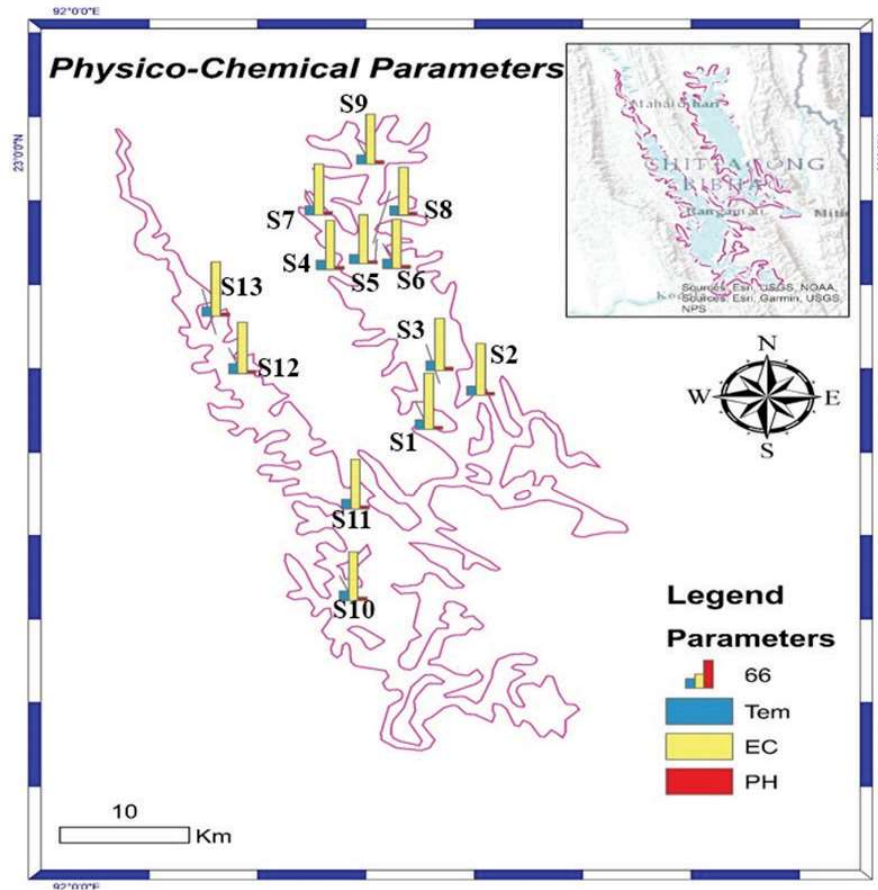 92°0'0"E
Physico-Chemical Parameters
23°0'0"N
S9
S7
S8
S4
S5
S6
S13
S3
S2
S12
S1
S11
S10
CHITTAGONG
Rangamati
Sources: Esri, USGS, NOAA,
Sources: Esri, Garmin, USGS,
NPS
N
W
E
S
Legend
Parameters
66
Tem
EC
PH
10
Km
92°0'0"E